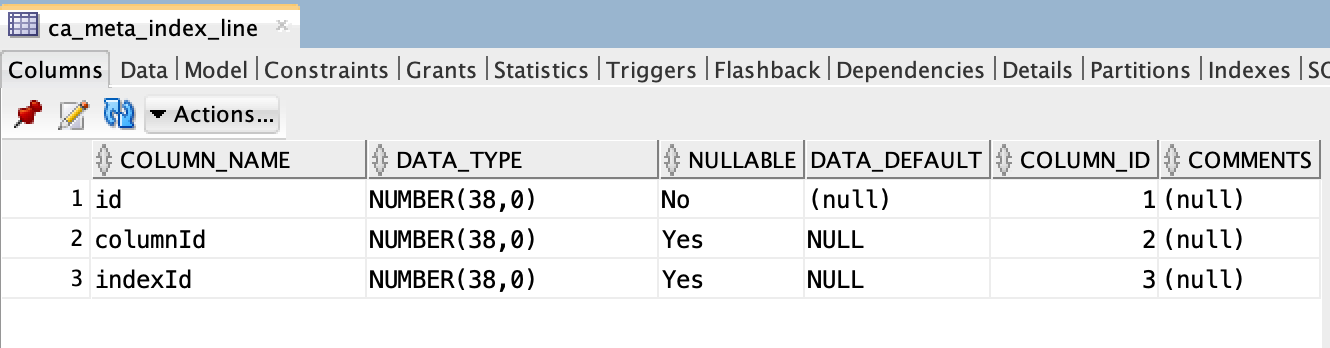 ca_meta_index_line
Columns Data Model Constraints Grants Statistics Triggers Flashback Dependencies Details Partitions Indexes
Actions...
COLUMN_NAME DATA_TYPE NULLABLE DATA_DEFAULT COLUMN_ID COMMENTS
1 id NUMBER(38,0) No (null) 1 (null)
2 columnId NUMBER(38,0) Yes NULL 2 (null)
3 indexId NUMBER(38,0) Yes NULL 3 (null)